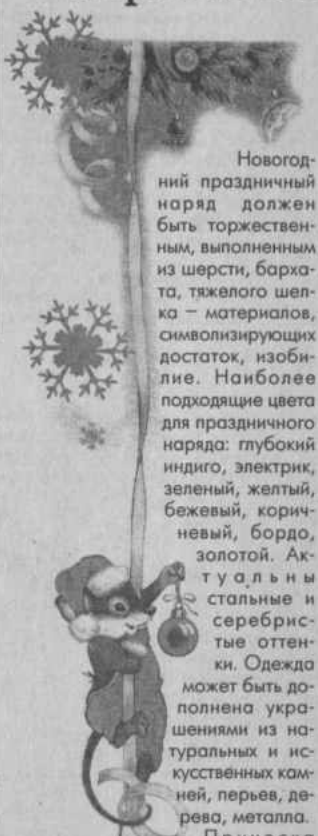 Новогод-
ний праздничный
наряд должен
быть торжествен-
ным, выполненным
из шерсти, барха-
та, тяжелого шел-
ка – материалов,
символизирующих
достаток, изоби-
лие. Наиболее
подходящие цвета
для праздничного
наряда: глубокий
индиго, электрик,
зеленый, желтый,
бежевый, корич-
невый, бордо,
золотой. Ак-
туальны
стальные и
серебрис-
тые оттен-
ки. Одежда
может быть до-
полнена укра-
шениями из на-
туральных и ис-
кусственных кам-
ней, перьев, де-
рева, металла.